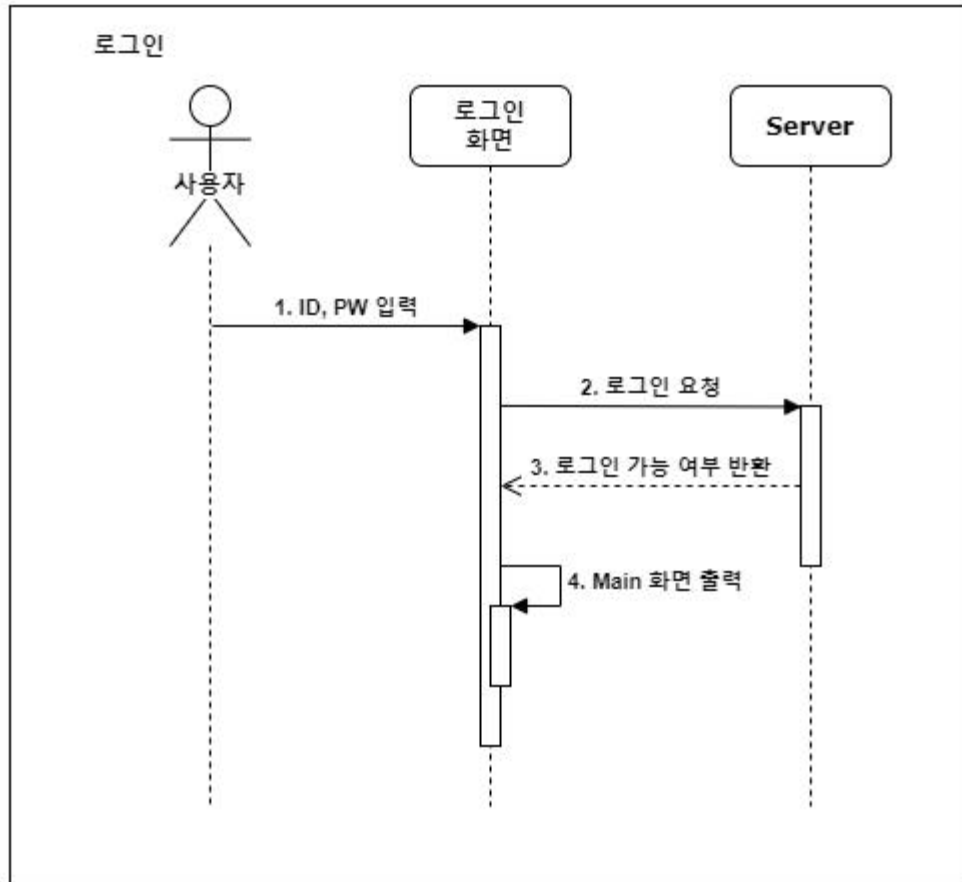 로그인
로그인
화면
Server
사용자
1. ID, PW 입력
2. 로그인 요청
3. 로그인 가능 여부 반환
4. Main 화면 출력